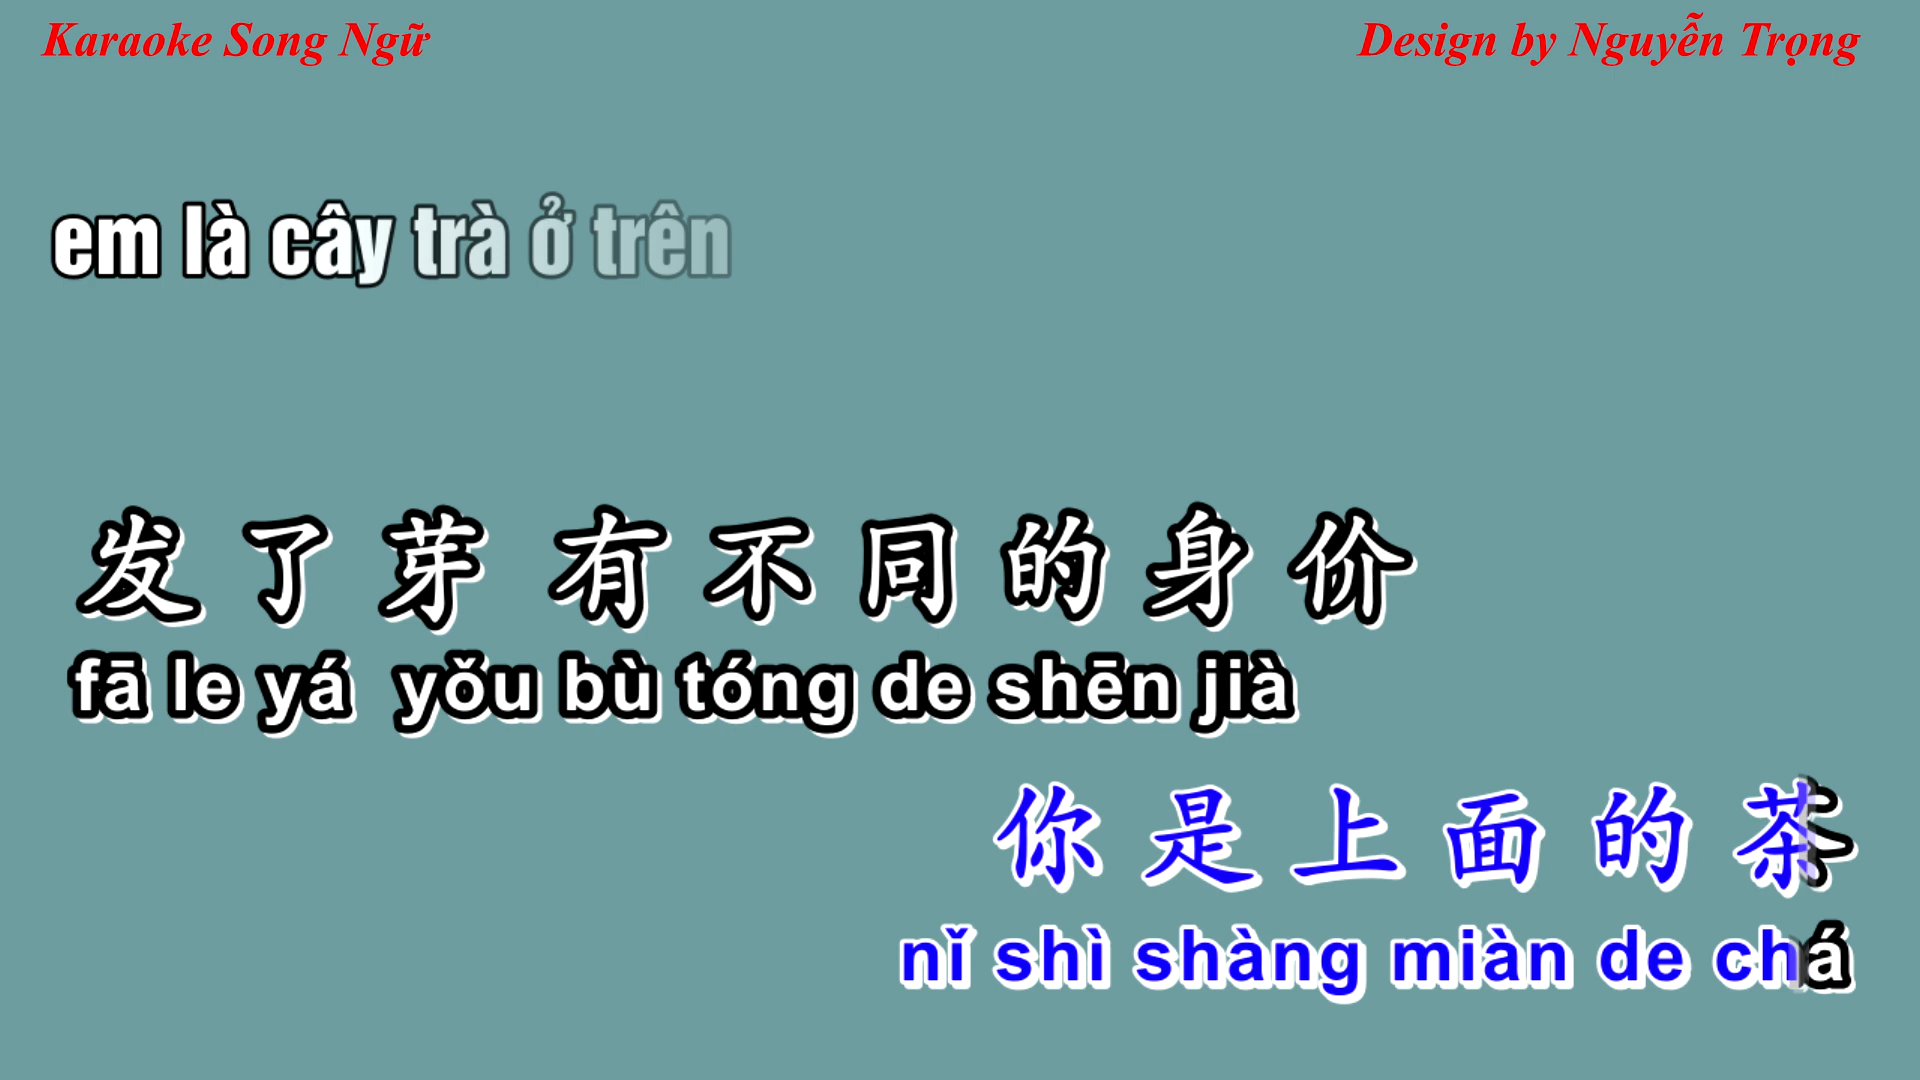 Karaoke Song Ngữ
Design by Nguyễn Trọng
em là cây trà ở trên
发了芽 有不同的身价
fā le yá yǒu bù tóng de shēn jià
你是上面的茶
nǐ shì shàng miàn de chá